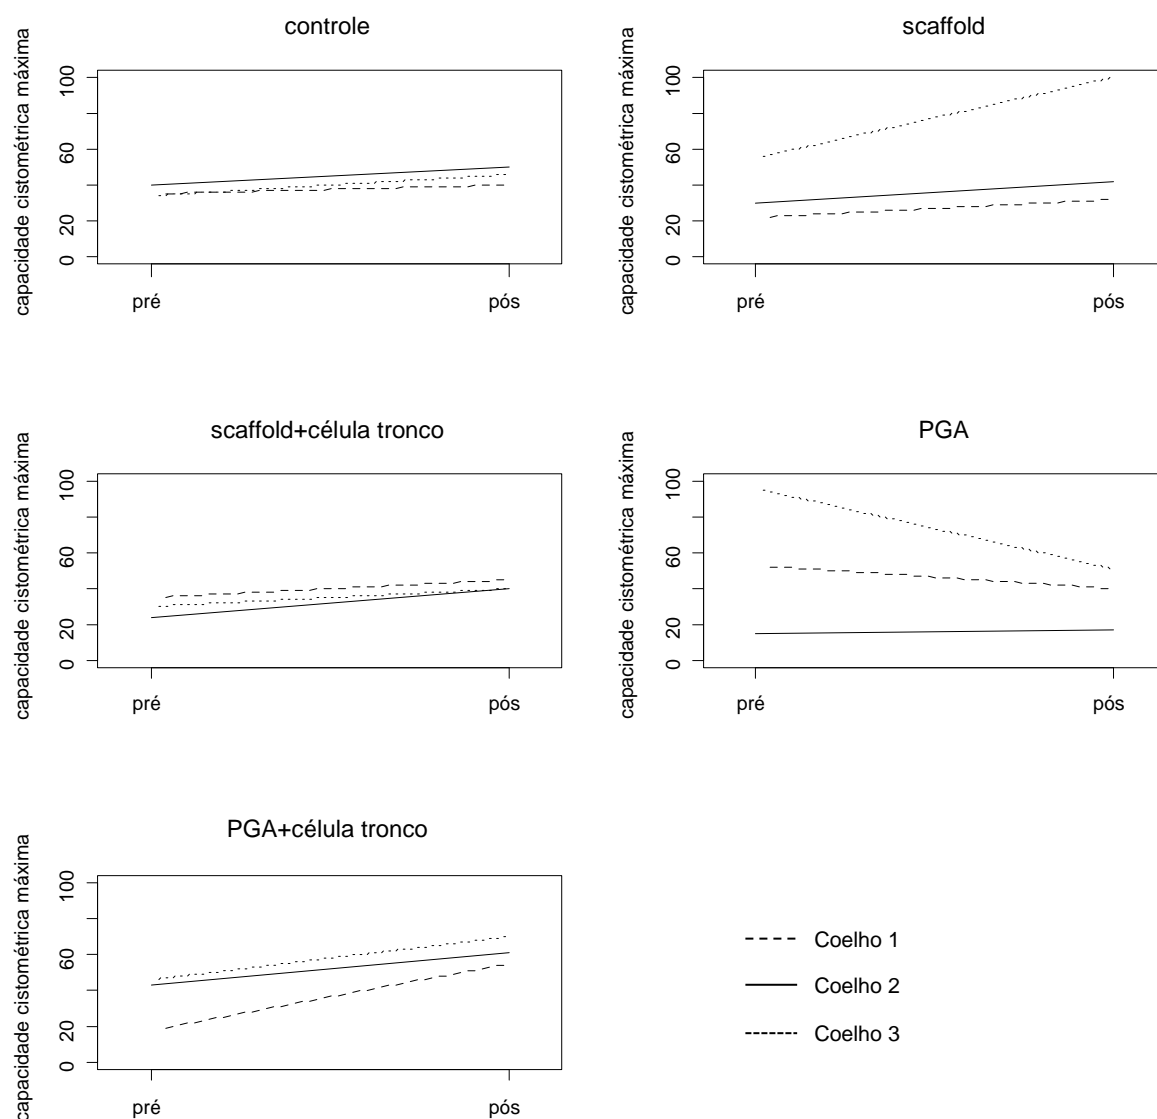 controle
capacidade cistométrica máxima
100
60
20
0
pré
pós
scaffold
capacidade cistométrica máxima
100
60
20
0
pré
pós
scaffold+célula tronco
capacidade cistométrica máxima
100
60
20
0
pré
pós
PGA
capacidade cistométrica máxima
100
60
20
0
pré
pós
PGA+célula tronco
capacidade cistométrica máxima
100
60
20
0
pré
pós
Coelho 1
Coelho 2
Coelho 3